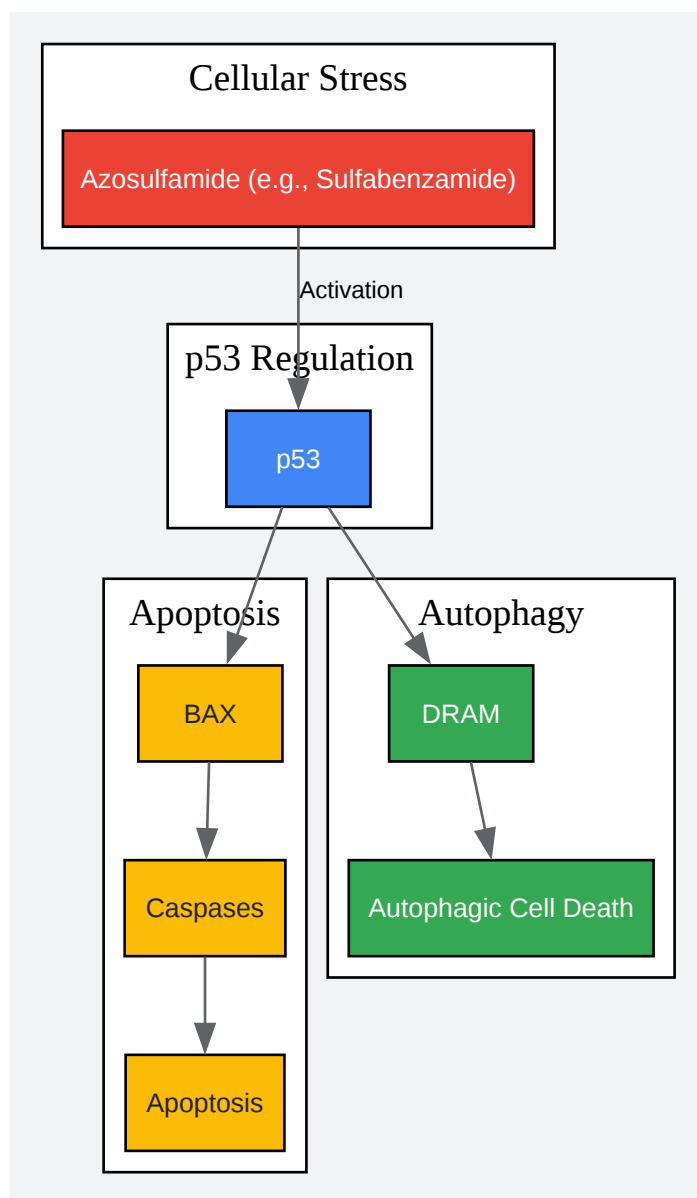 Cellular Stress
Azosulfamide (e.g., Sulfabenzamide)
Activation
p53 Regulation
p53
Apoptosis
BAX
Caspases
Apoptosis
Autophagy
DRAM
Autophagic Cell Death